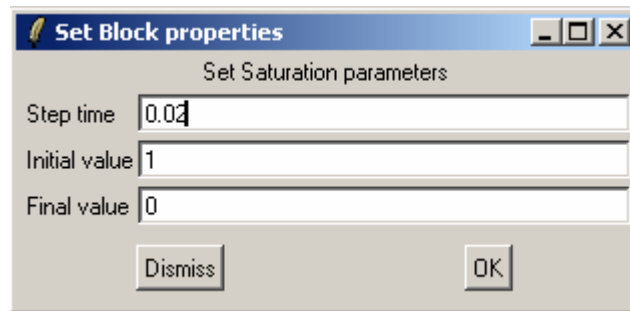 Set Block properties
Set Saturation parameters
Step time 0.02
Initial value 1
Final value 0
Dismiss OK